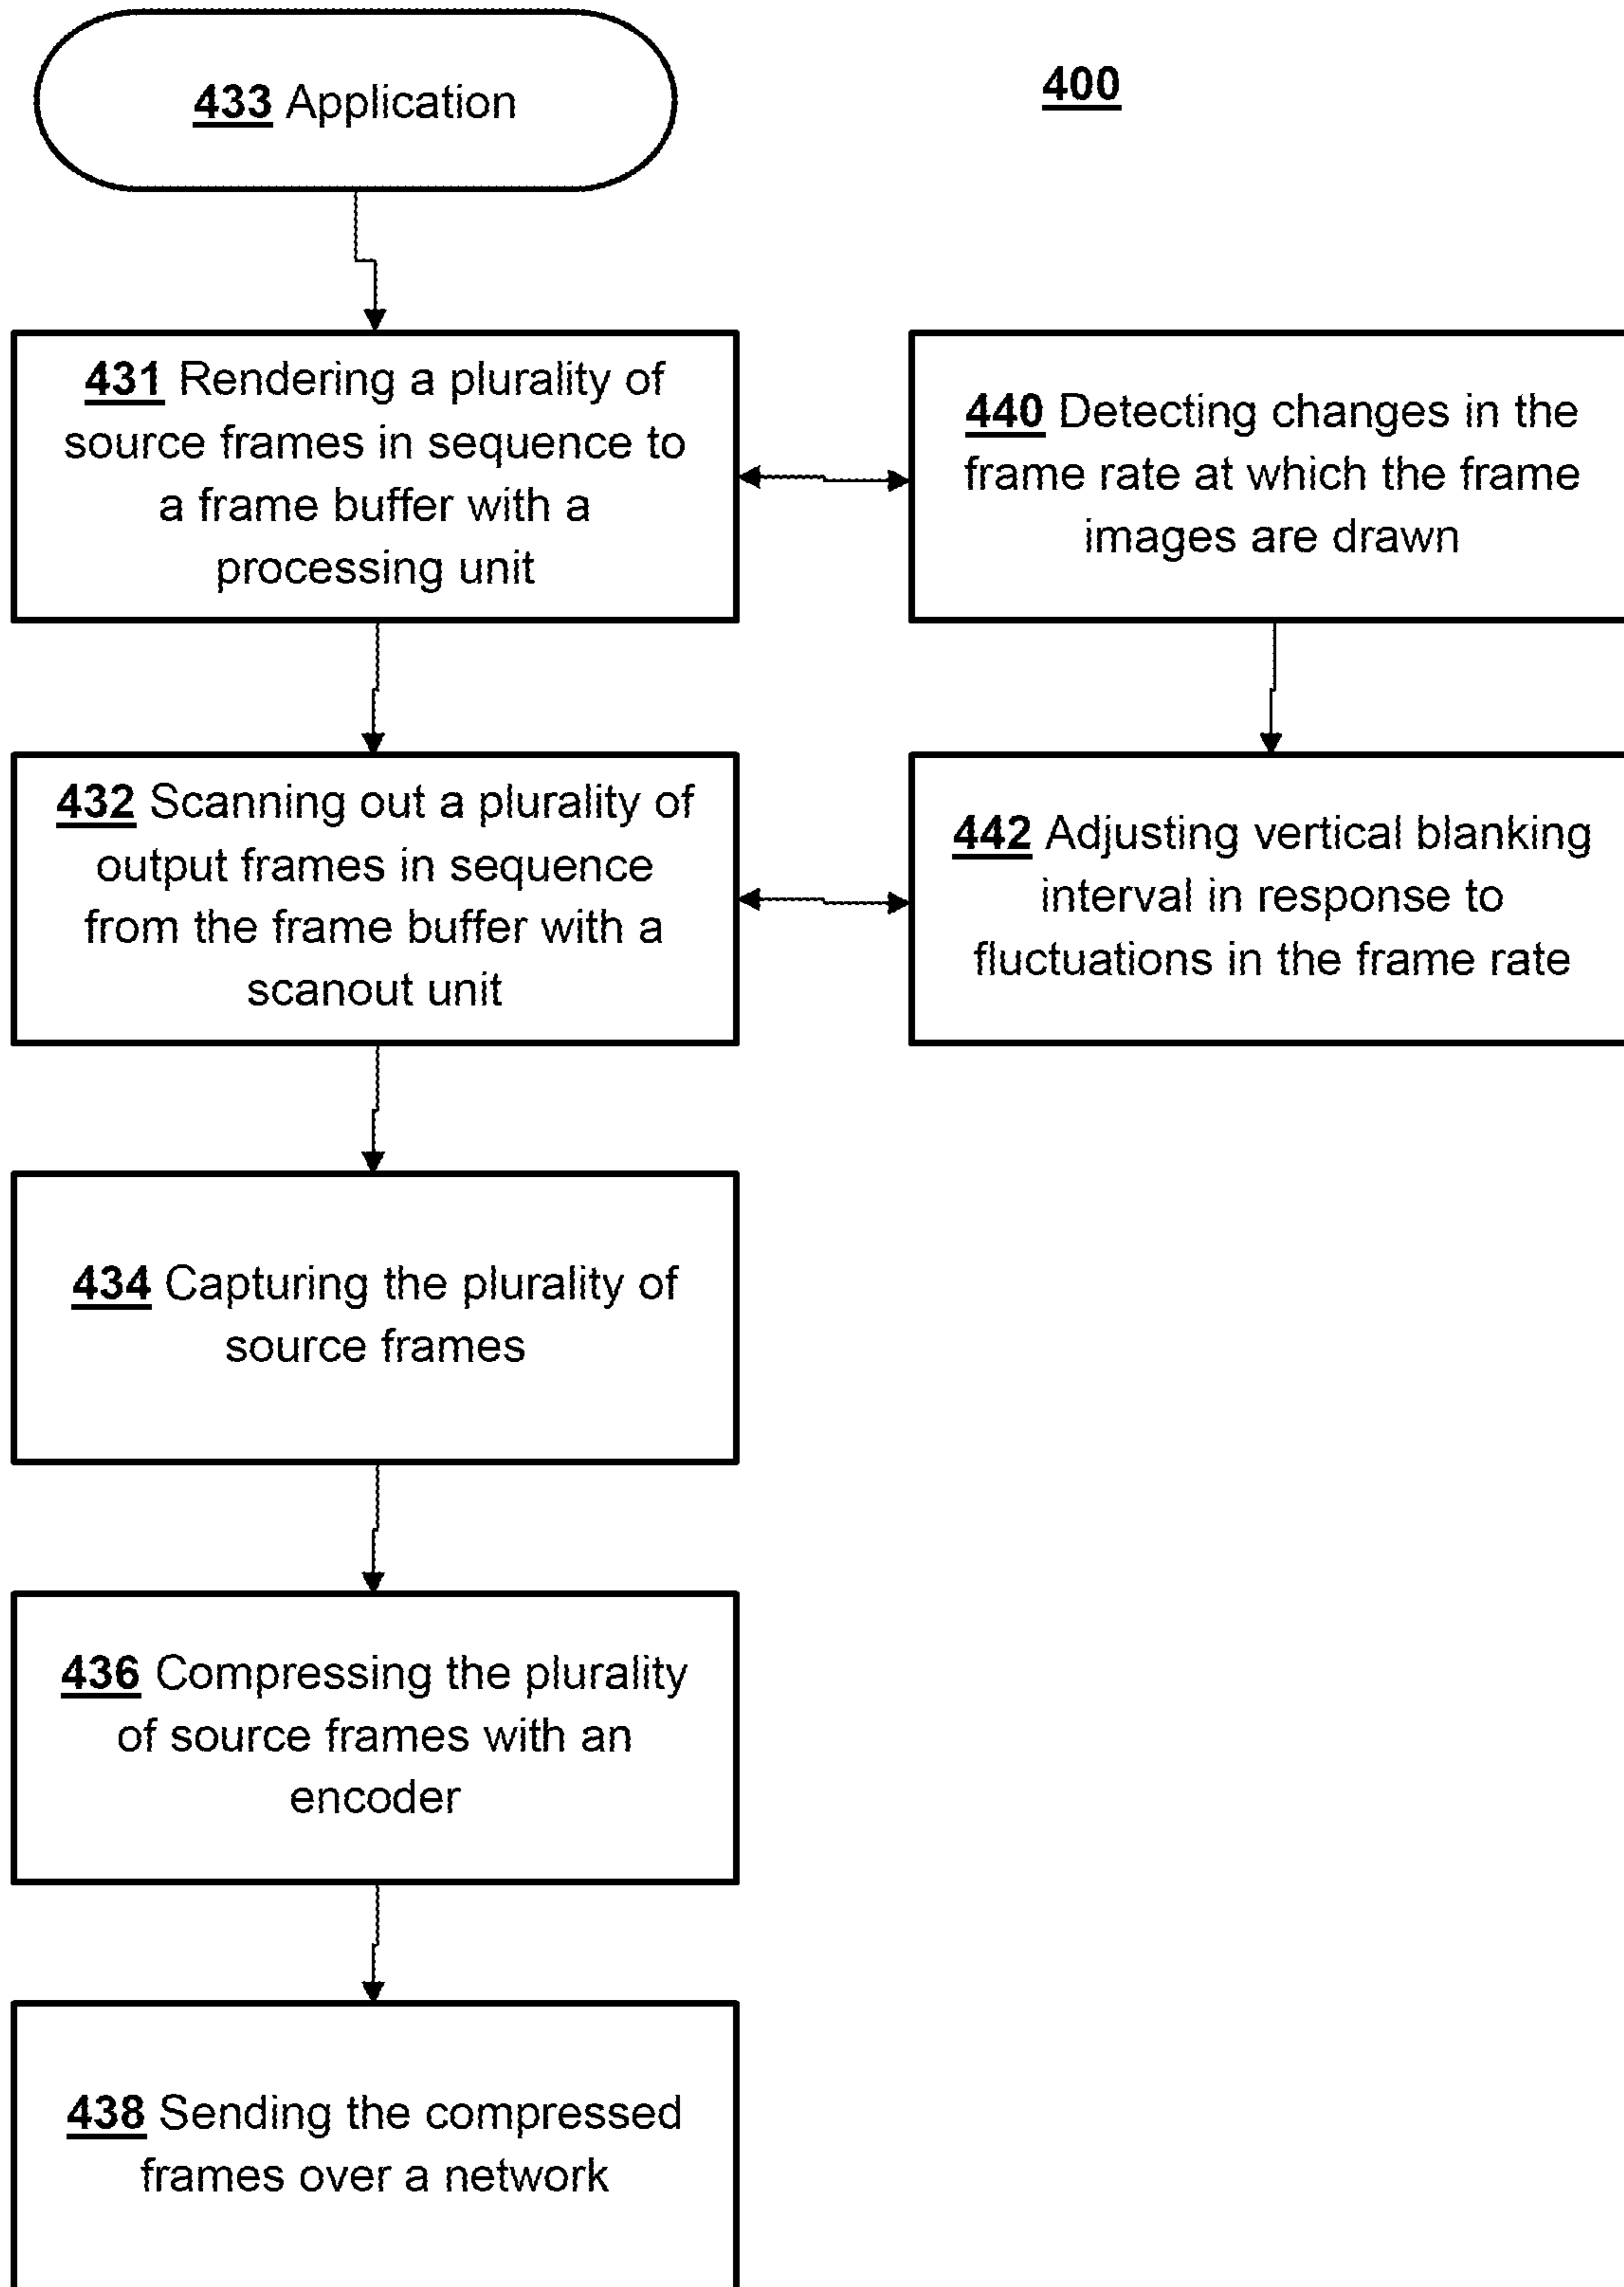 433 Application
400
431 Rendering a plurality of
source frames in sequence to
a frame buffer with a
processing unit
440 Detecting changes in the
frame rate at which the frame
images are drawn
432 Scanning out a plurality of
output frames in sequence
from the frame buffer with a
scanout unit
442 Adjusting vertical blanking
interval in response to
fluctuations in the frame rate
434 Capturing the plurality of
source frames
436 Compressing the plurality
of source frames with an
encoder
438 Sending the compressed
frames over a network